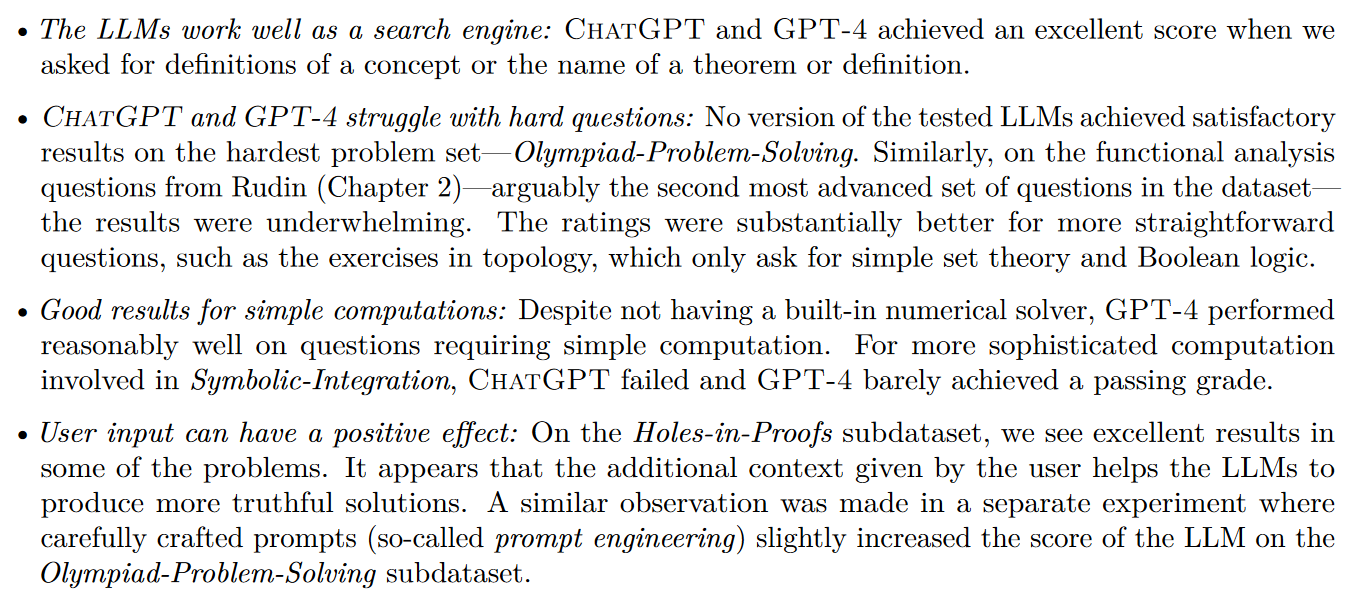 • The LLMs work well as a search engine: CHATGPT and GPT-4 achieved an excellent score when we
asked for definitions of a concept or the name of a theorem or definition.
• CHATGPT and GPT-4 struggle with hard questions: No version of the tested LLMs achieved satisfactory
results on the hardest problem set—Olympiad-Problem-Solving. Similarly, on the functional analysis
questions from Rudin (Chapter 2)—arguably the second most advanced set of questions in the dataset—
the results were underwhelming. The ratings were substantially better for more straightforward
questions, such as the exercises in topology, which only ask for simple set theory and Boolean logic.
• Good results for simple computations: Despite not having a built-in numerical solver, GPT-4 performed
reasonably well on questions requiring simple computation. For more sophisticated computation
involved in Symbolic-Integration, CHATGPT failed and GPT-4 barely achieved a passing grade.
• User input can have a positive effect: On the Holes-in-Proofs subdataset, we see excellent results in
some of the problems. It appears that the additional context given by the user helps the LLMs to
produce more truthful solutions. A similar observation was made in a separate experiment where
carefully crafted prompts (so-called prompt engineering) slightly increased the score of the LLM on the
Olympiad-Problem-Solving subdataset.